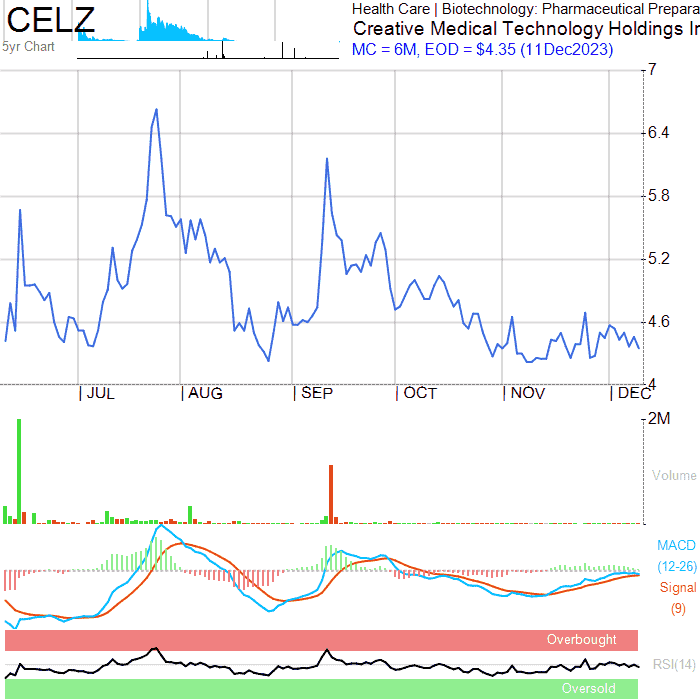 CELZ
5yr Chart
Health Care | Biotechnology: Pharmaceutical Prepara
Creative Medical Technology Holdings In
MC = 6M, EOD = $4.35 (11Dec2023)
7
6.4
5.8
5.2
4.6
4
JUL
AUG
SEP
OCT
NOV
DEC
2M
Volume
MACD
(12-26)
Signal
(9)
Overbought
RSI(14)
Oversold